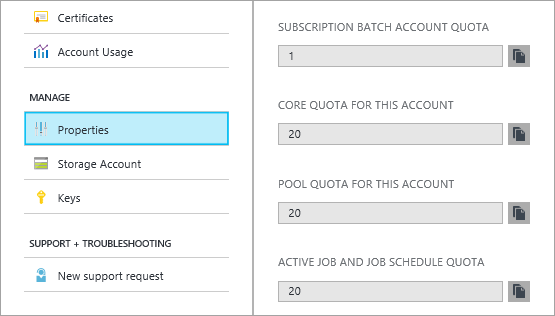 Certificates
Account Usage
MANAGE
Properties
Storage Account
Keys
SUPPORT + TROUBLESHOOTING
New support request
SUBSCRIPTION BATCH ACCOUNT QUOTA
1
CORE QUOTA FOR THIS ACCOUNT
20
POOL QUOTA FOR THIS ACCOUNT
20
ACTIVE JOB AND JOB SCHEDULE QUOTA
20